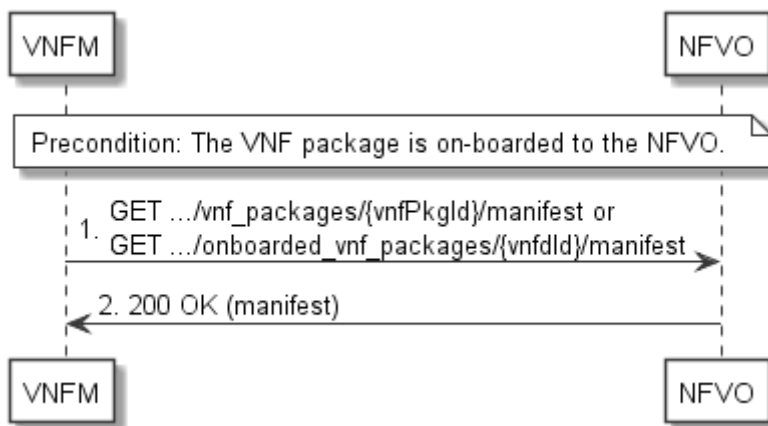 VNFM
NFVO
Precondition: The VNF package is on-boarded to the NFVO.
1. GET .../vnf_packages/{vnfPkgId}/manifest or
GET .../onboarded_vnf_packages/{vnfdId}/manifest
2. 200 OK (manifest)
VNFM
NFVO